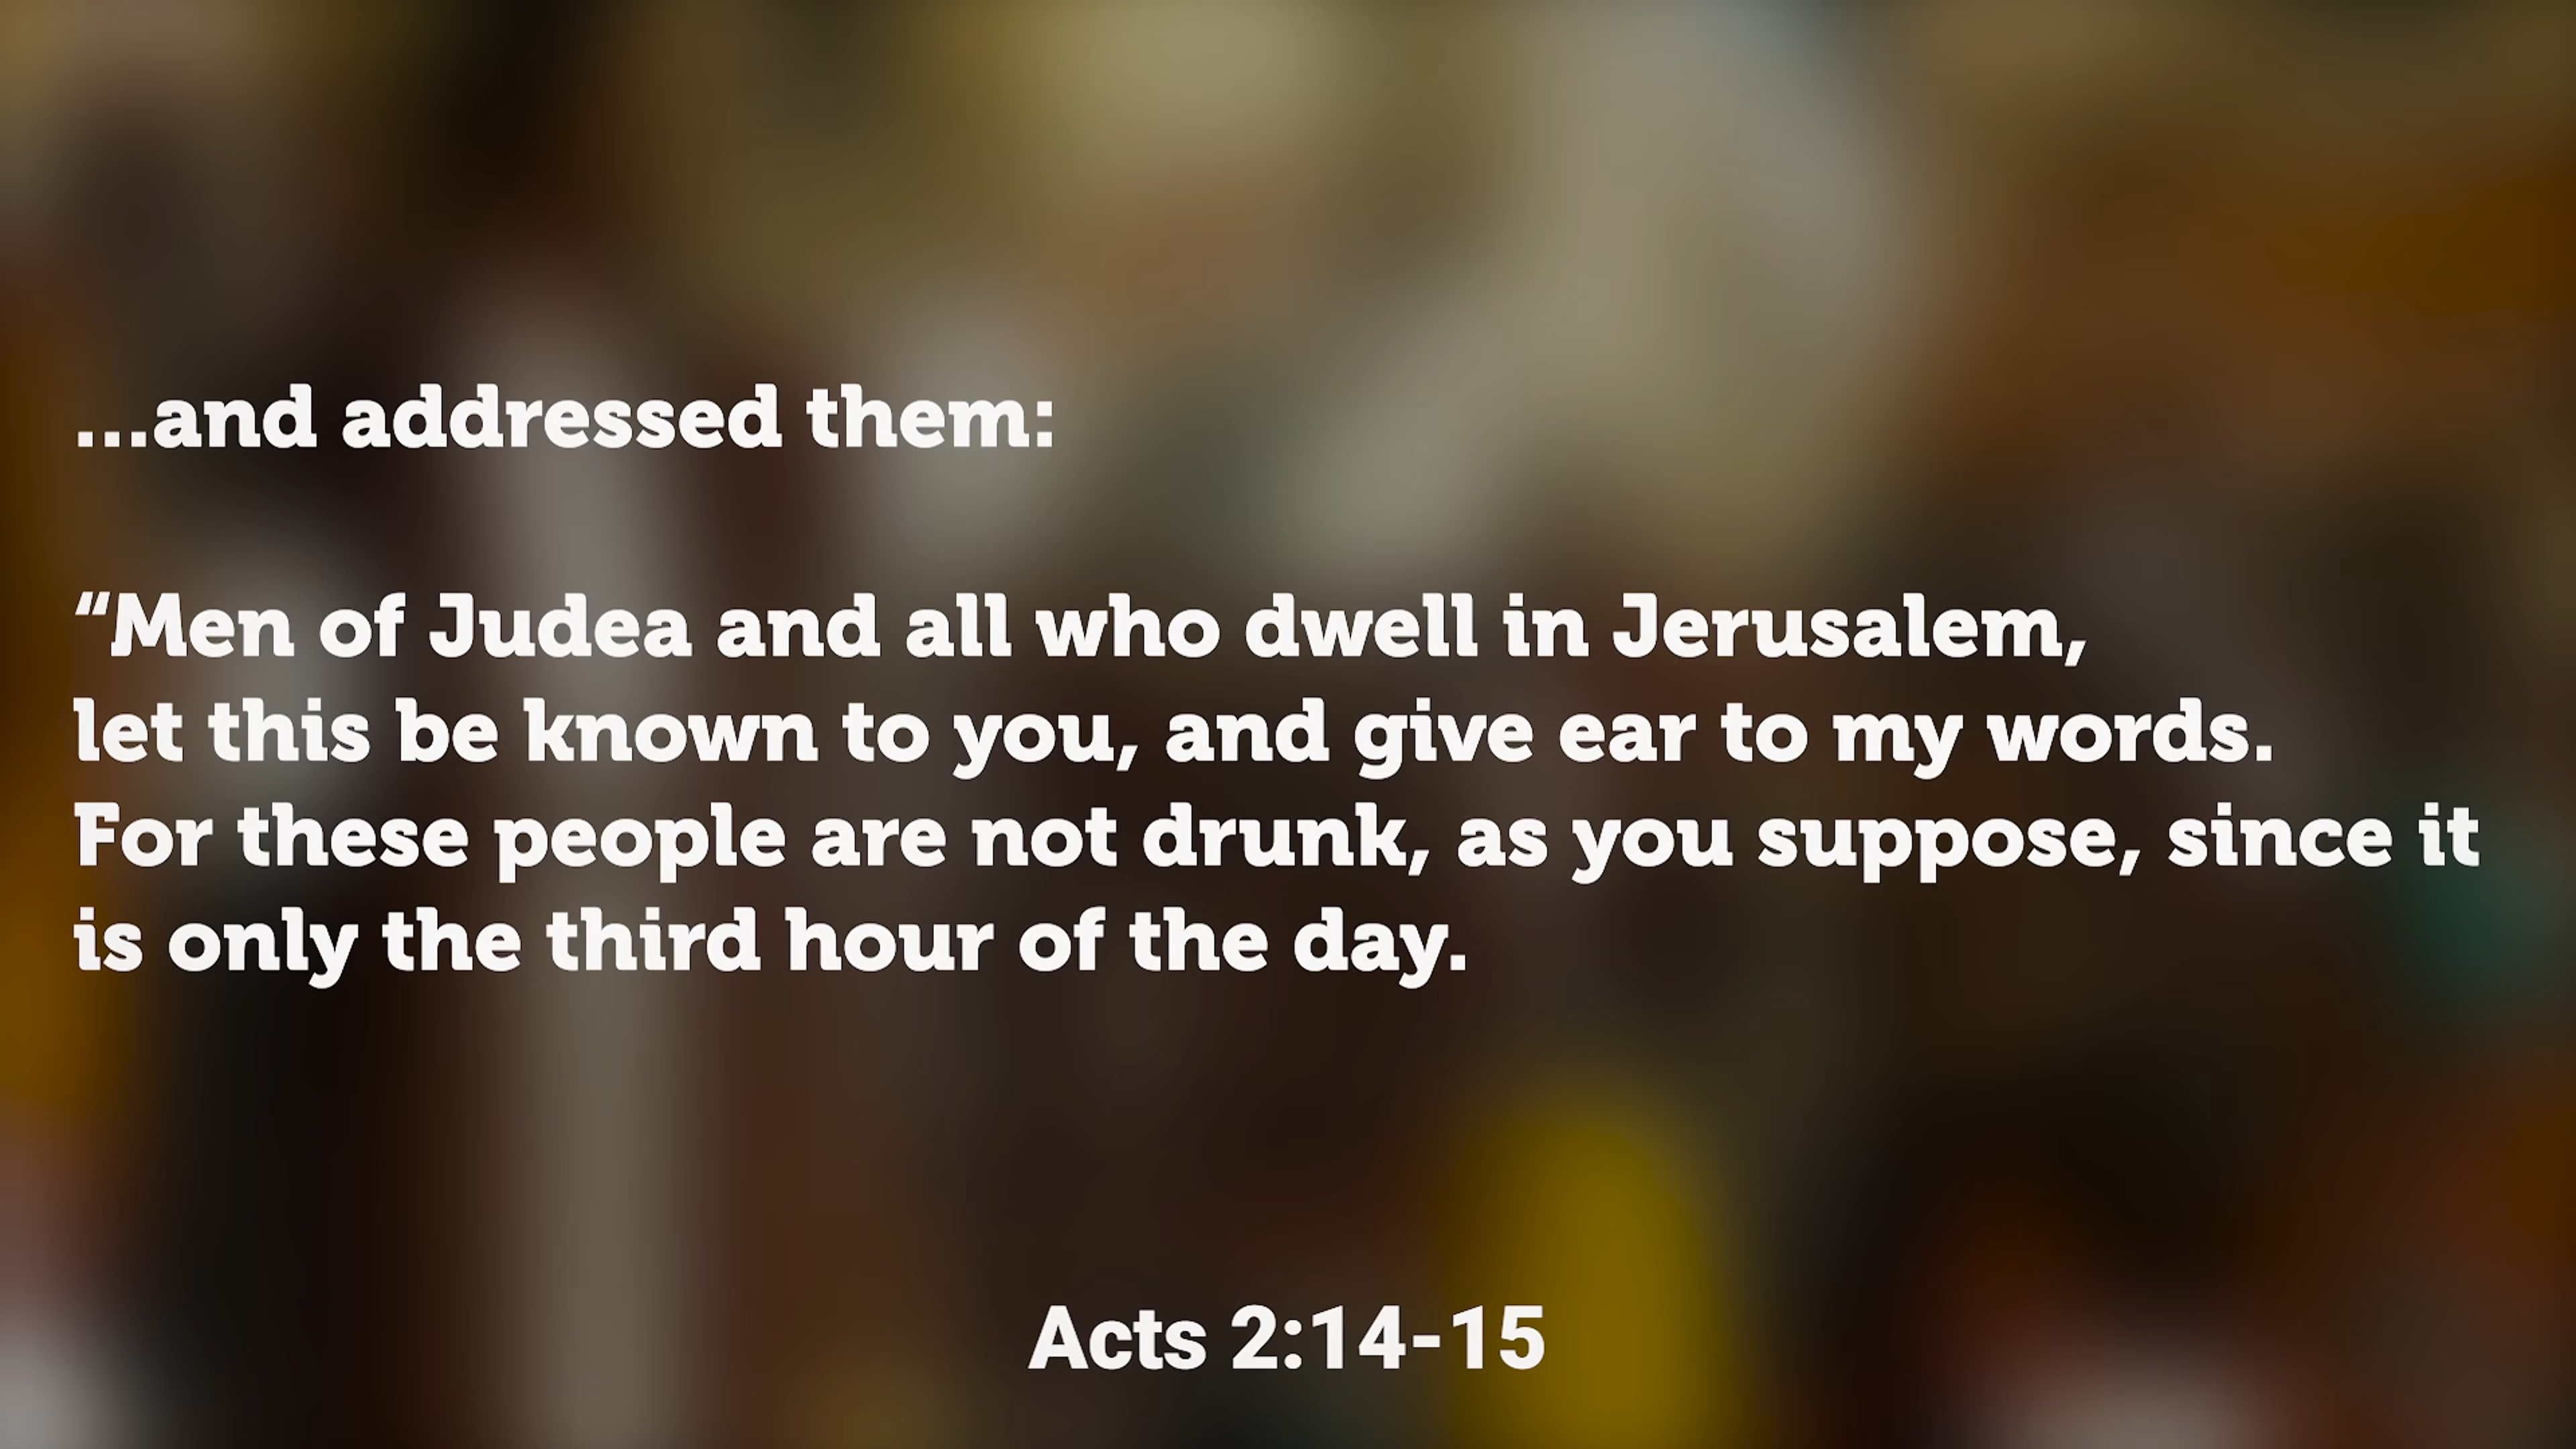 ...and addressed them:
“Men of Judea and all who dwell in Jerusalem,
let this be known to you, and give ear to my words.
For these people are not drunk, as you suppose, since it
is only the third hour of the day.
Acts 2:14-15